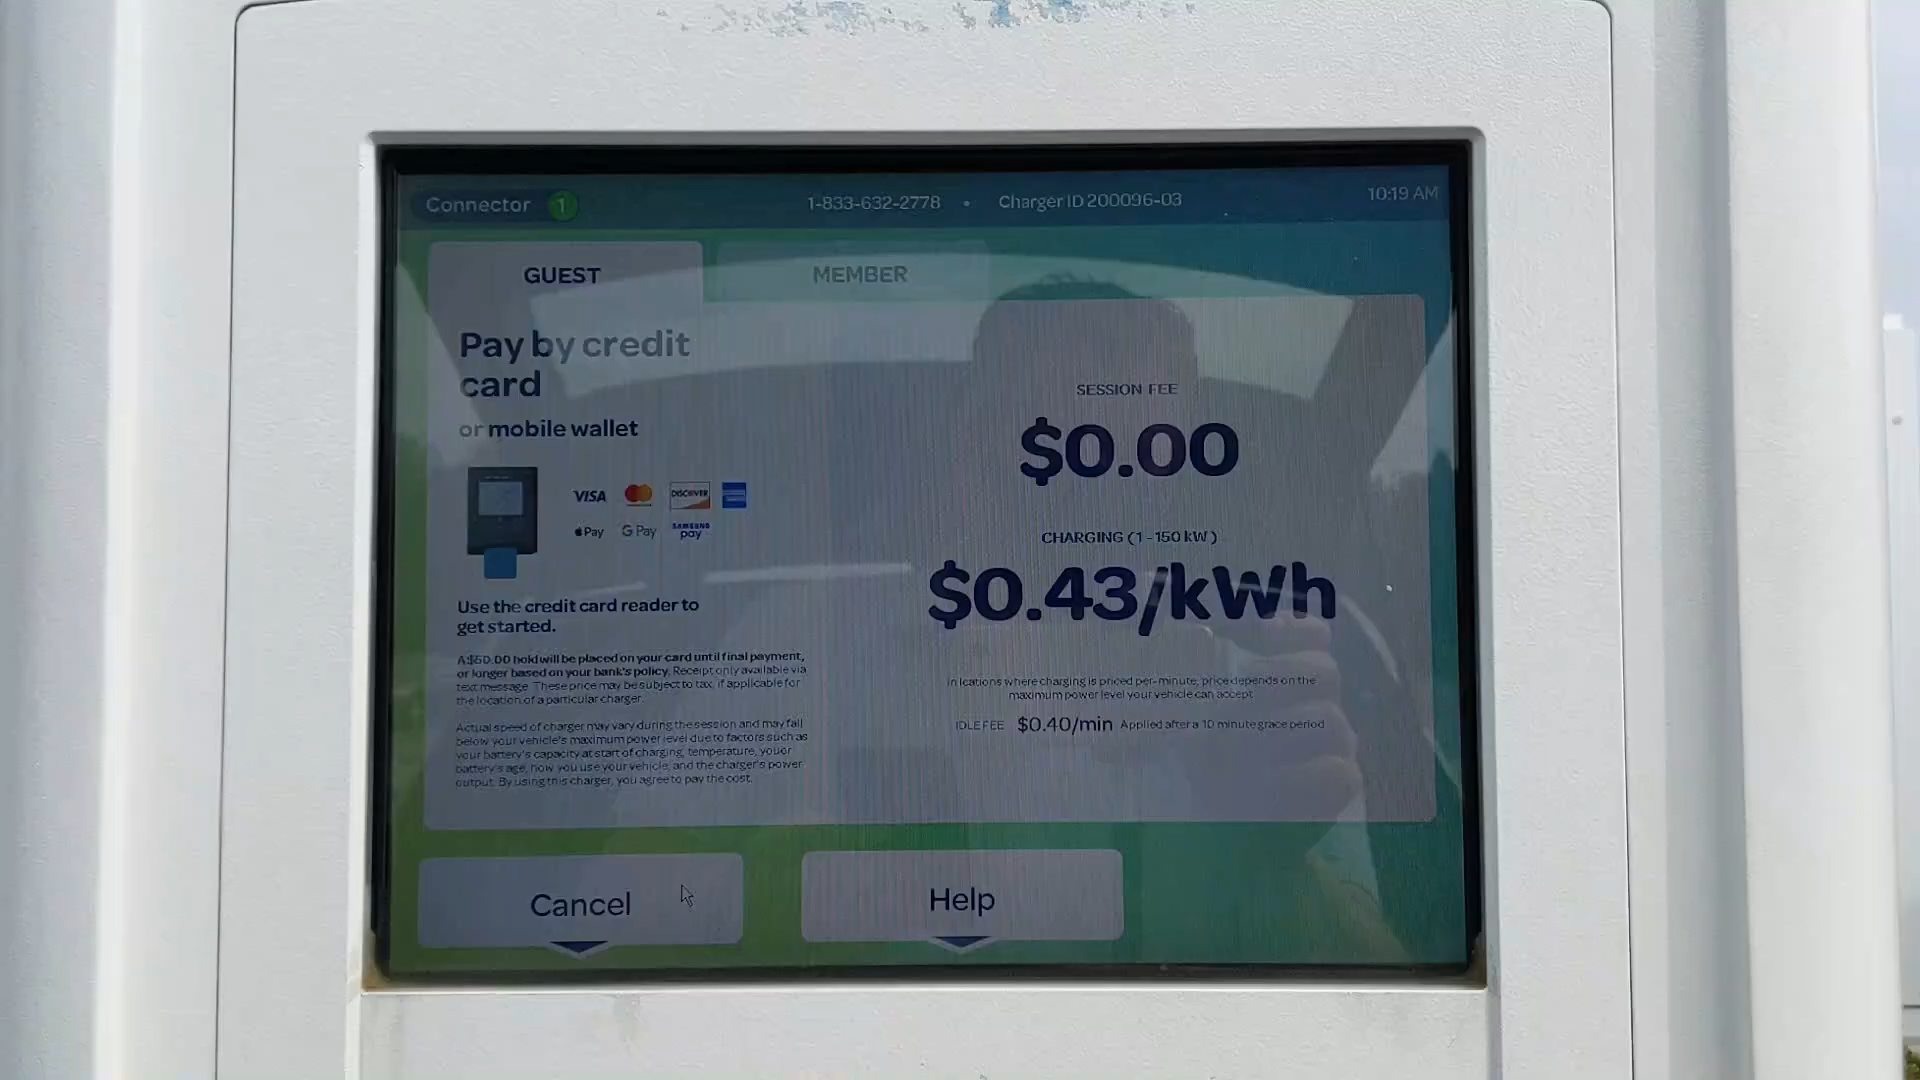 Connector 1
1-833-632-2778 • Charger ID 200096-03
10:19 AM
GUEST
MEMBER
Pay by credit
card
or mobile wallet
VISA
DISCOVER
Pay G Pay SAMSUNG pay
Use the credit card reader to
get started.
A $50.00 hold will be placed on your card until final payment,
or longer based on your bank's policy. Receipt only available via
text message. These price may be subject to tax, if applicable for
the location of a particular charger.
Actual speed of charger may vary during the session and may fall
below your vehicle's maximum power level due to factors such as
your battery's capacity at start of charging, temperature, your
battery's age, how you use your vehicle, and the charger's power
output. By using this charger, you agree to pay the cost.
SESSION FEE
$0.00
CHARGING (1 - 150 kW)
$0.43/kWh
In lcations where charging is priced per-minute, price depends on the
maximum power level your vehicle can accept
IDLE FEE $0.40/min Applied after a 10 minute grace period
Cancel
Help